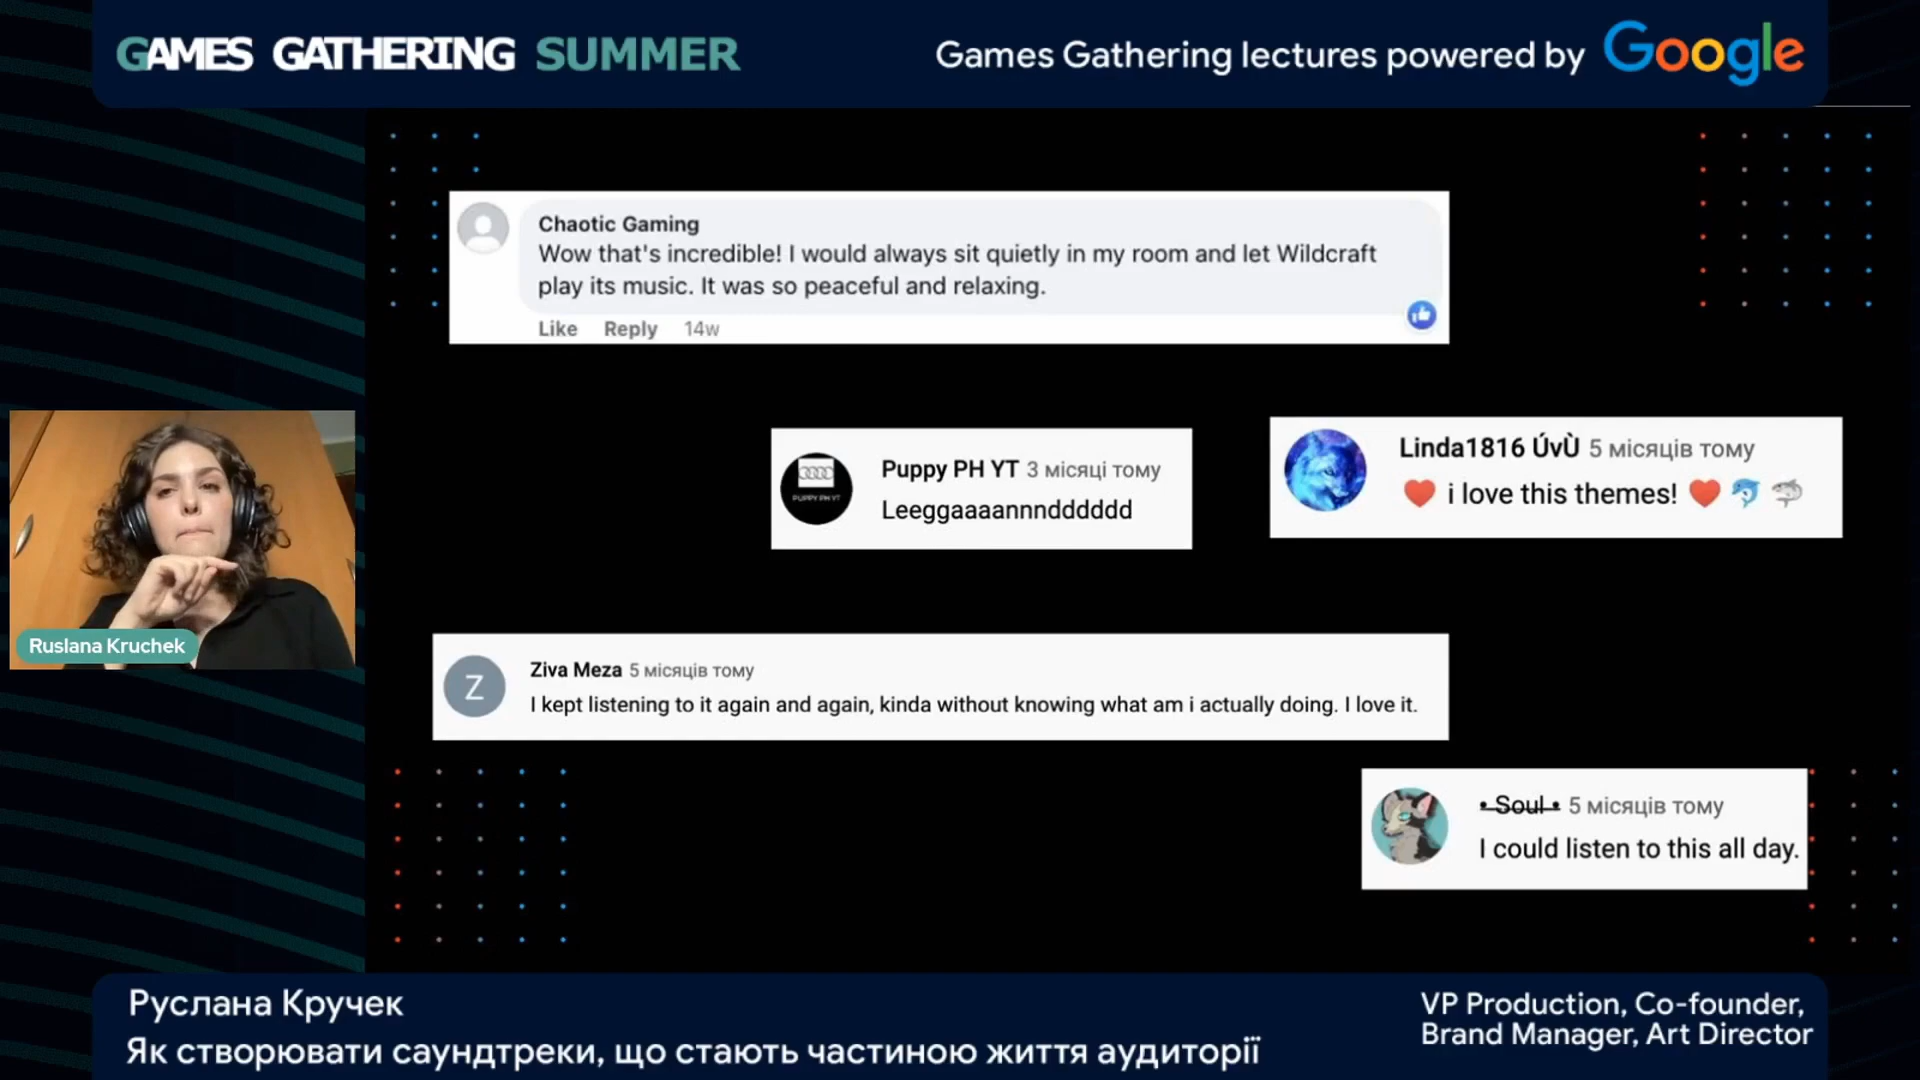 GAMES GATHERING SUMMER
Games Gathering lectures powered by Google
Chaotic Gaming
Wow that's incredible! I would always sit quietly in my room and let Wildcraft
play its music. It was so peaceful and relaxing.
Like Reply 14w
Puppy PH YT 3 місяці тому
Leeggaaaannndddddd
PUPPY PH YT
Linda1816 ÚvÙ 5 місяців тому
❤️ i love this themes! ❤️ 🐬 🦈
Ruslana Kruchek
Z
Ziva Meza 5 місяців тому
I kept listening to it again and again, kinda without knowing what am i actually doing. I love it.
• Soul • 5 місяців тому
I could listen to this all day.
Руслана Кручек
Як створювати саундтреки, що стають частиною життя аудиторії
VP Production, Co-founder,
Brand Manager, Art Director